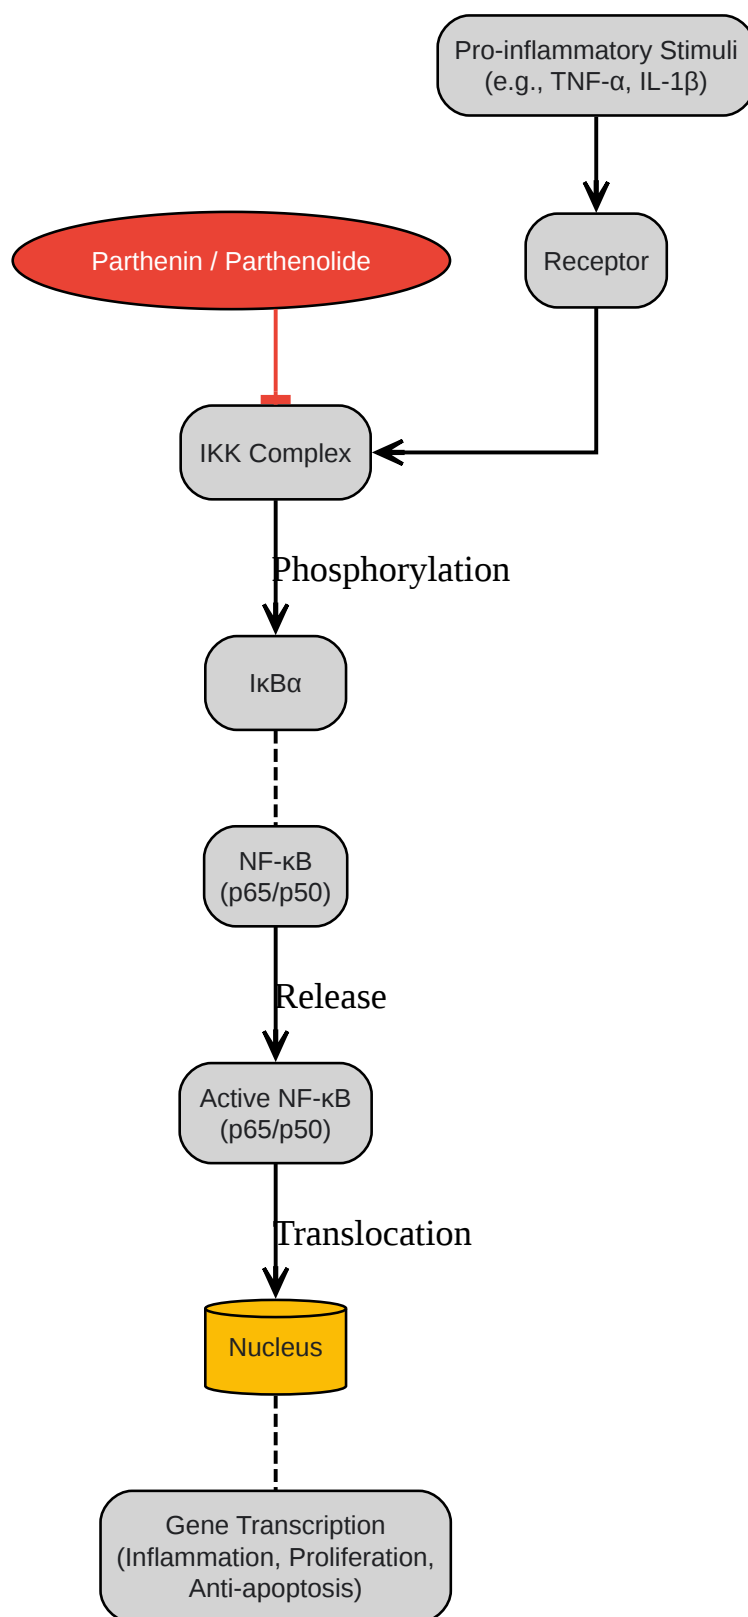 Pro-inflammatory Stimuli
(e.g., TNF-α, IL-1β)
Parthenin / Parthenolide
Receptor
IKK Complex
Phosphorylation
IκBα
NF-κB
(p65/p50)
Release
Active NF-κB
(p65/p50)
Translocation
Nucleus
Gene Transcription
(Inflammation, Proliferation,
Anti-apoptosis)